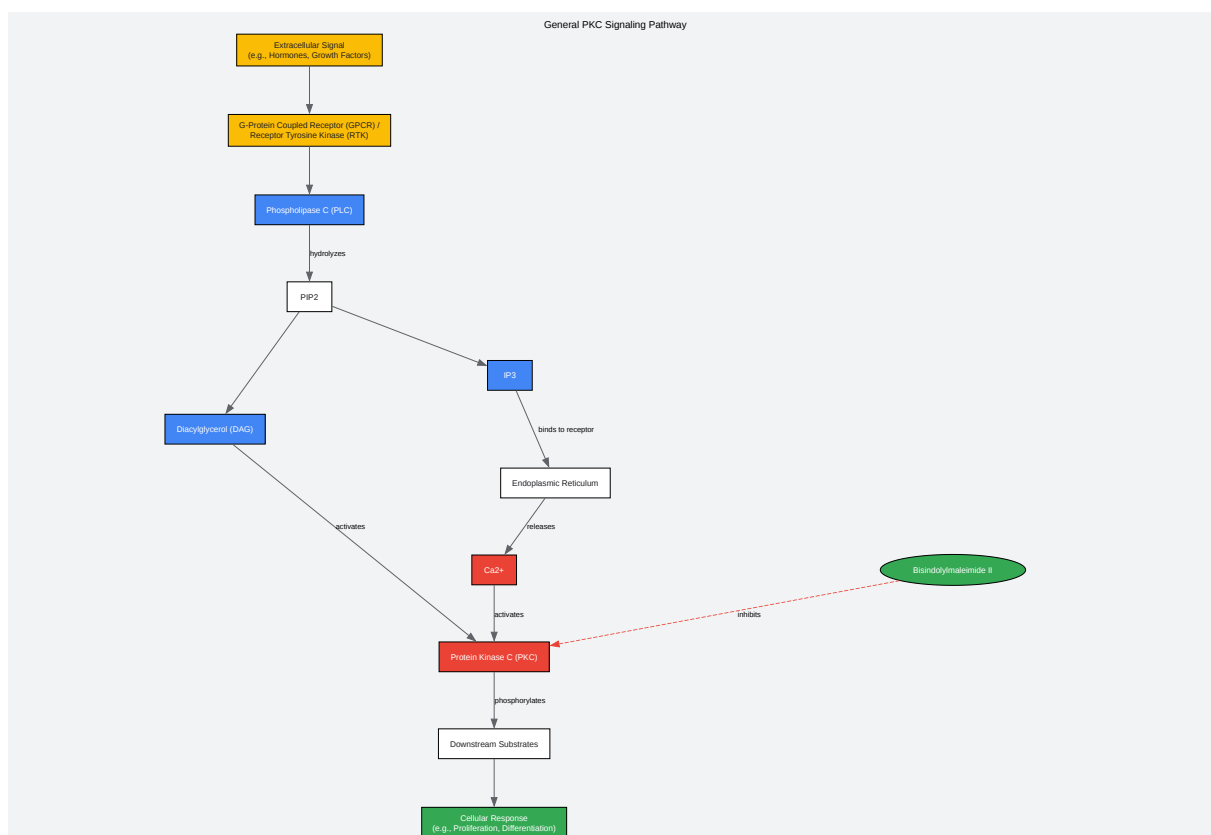 General PKC Signaling Pathway
Extracellular Signal
(e.g., Hormones, Growth Factors)
G-Protein Coupled Receptor (GPCR) /
Receptor Tyrosine Kinase (RTK)
Phospholipase C (PLC)
hydrolyzes
PIP2
IP3
Diacylglycerol (DAG)
binds to receptor
Endoplasmic Reticulum
activates
releases
Ca2+
Bisindolylmaleimide II
activates
inhibits
Protein Kinase C (PKC)
phosphorylates
Downstream Substrates
Cellular Response
(e.g., Proliferation, Differentiation)